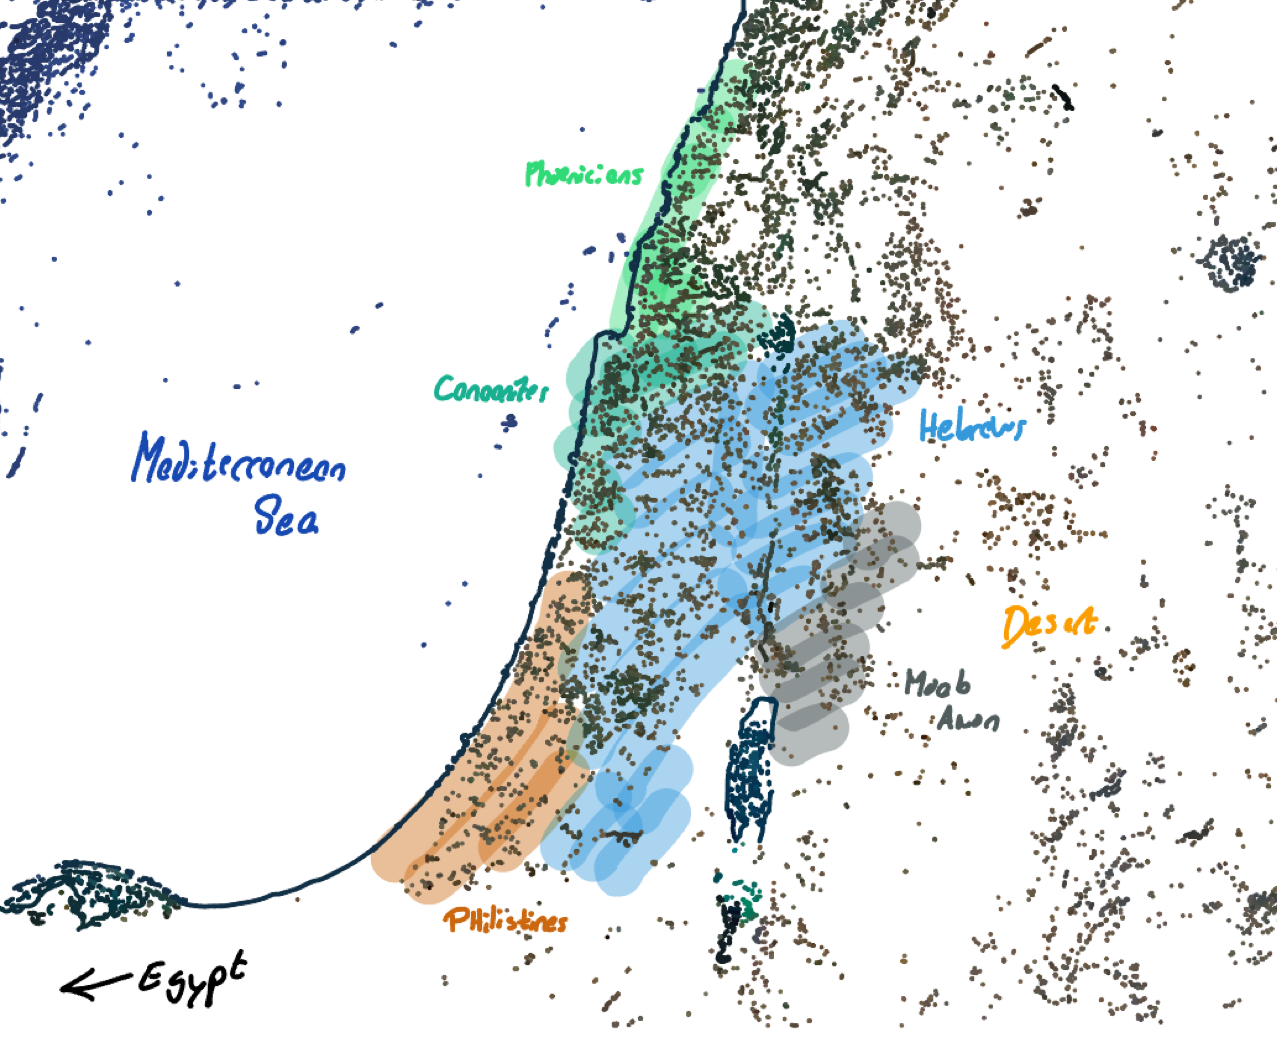 Phoenicians
Canaanites
Mediterranean
Sea
Hebrews
Desert
Moab
Amon
PHilistines
Egypt